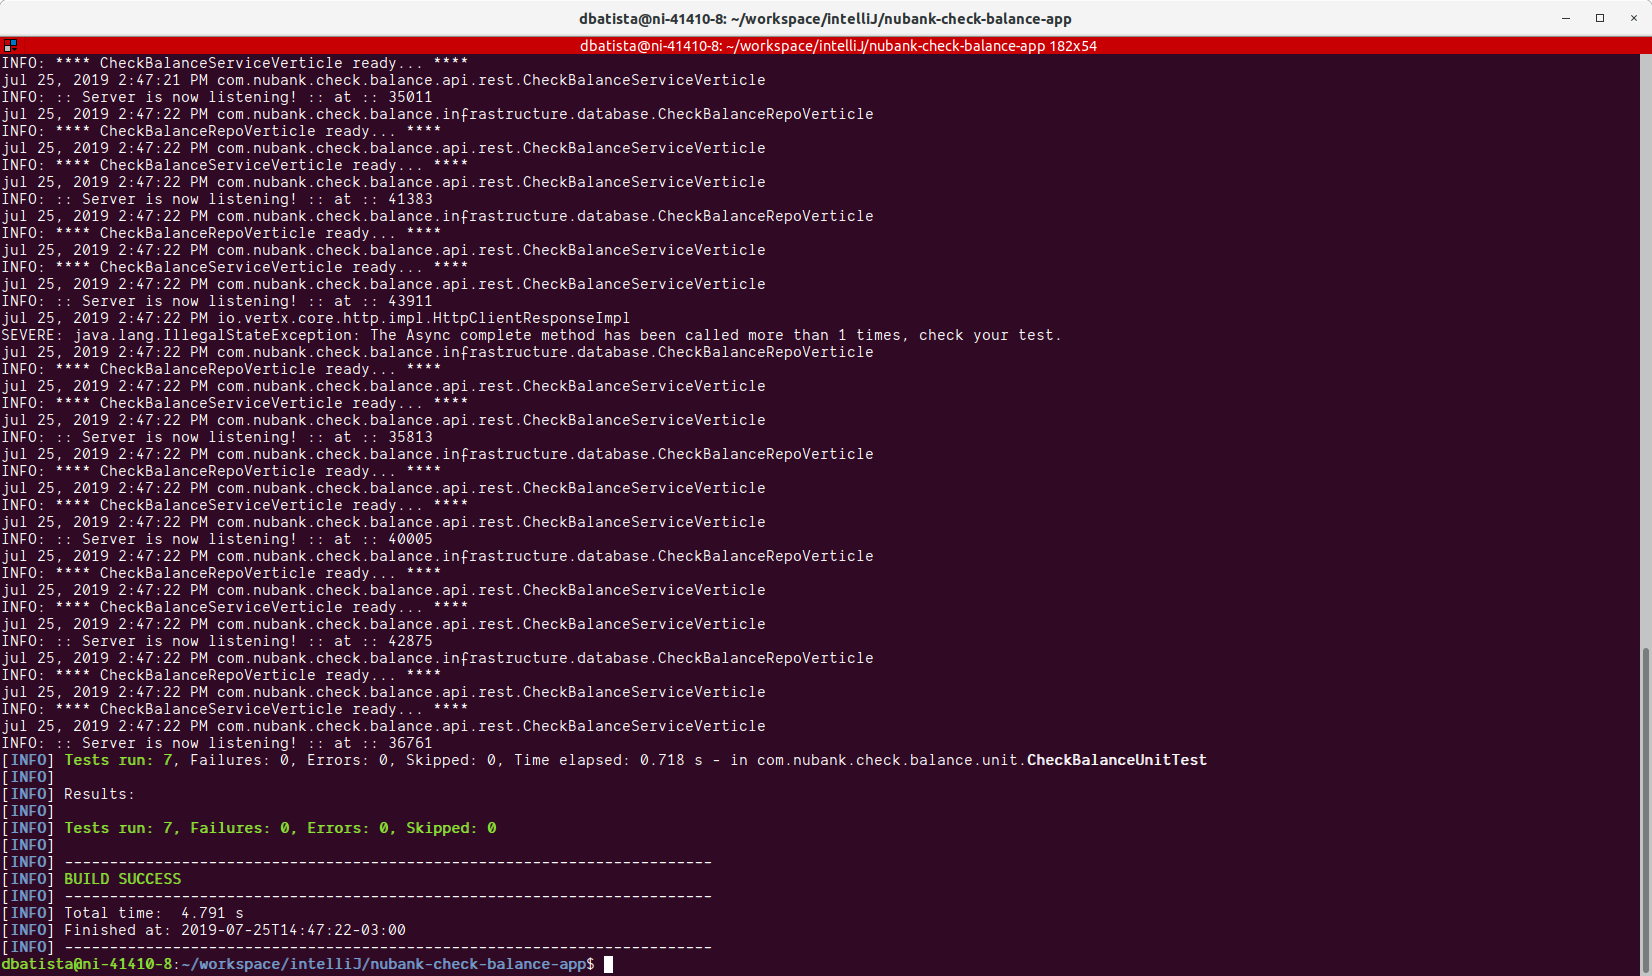 dbatista@ni-41410-8: ~/workspace/intelliJ/nubank-check-balance-app
dbatista@ni-41410-8: ~/workspace/intelliJ/nubank-check-balance-app 182x54
INFO: **** CheckBalanceServiceVerticle ready... ****
jul 25, 2019 2:47:21 PM com.nubank.check.balance.api.rest.CheckBalanceServiceVerticle
INFO: :: Server is now listening! :: at :: 35011
jul 25, 2019 2:47:22 PM com.nubank.check.balance.infrastructure.database.CheckBalanceRepoVerticle
INFO: **** CheckBalanceRepoVerticle ready... ****
jul 25, 2019 2:47:22 PM com.nubank.check.balance.api.rest.CheckBalanceServiceVerticle
INFO: **** CheckBalanceServiceVerticle ready... ****
jul 25, 2019 2:47:22 PM com.nubank.check.balance.api.rest.CheckBalanceServiceVerticle
INFO: :: Server is now listening! :: at :: 41383
jul 25, 2019 2:47:22 PM com.nubank.check.balance.infrastructure.database.CheckBalanceRepoVerticle
INFO: **** CheckBalanceRepoVerticle ready... ****
jul 25, 2019 2:47:22 PM com.nubank.check.balance.api.rest.CheckBalanceServiceVerticle
INFO: **** CheckBalanceServiceVerticle ready... ****
jul 25, 2019 2:47:22 PM com.nubank.check.balance.api.rest.CheckBalanceServiceVerticle
INFO: :: Server is now listening! :: at :: 43911
jul 25, 2019 2:47:22 PM io.vertx.core.http.impl.HttpClientResponseImpl
SEVERE: java.lang.IllegalStateException: The Async complete method has been called more than 1 times, check your test.
jul 25, 2019 2:47:22 PM com.nubank.check.balance.infrastructure.database.CheckBalanceRepoVerticle
INFO: **** CheckBalanceRepoVerticle ready... ****
jul 25, 2019 2:47:22 PM com.nubank.check.balance.api.rest.CheckBalanceServiceVerticle
INFO: **** CheckBalanceServiceVerticle ready... ****
jul 25, 2019 2:47:22 PM com.nubank.check.balance.api.rest.CheckBalanceServiceVerticle
INFO: :: Server is now listening! :: at :: 35813
jul 25, 2019 2:47:22 PM com.nubank.check.balance.infrastructure.database.CheckBalanceRepoVerticle
INFO: **** CheckBalanceRepoVerticle ready... ****
jul 25, 2019 2:47:22 PM com.nubank.check.balance.api.rest.CheckBalanceServiceVerticle
INFO: **** CheckBalanceServiceVerticle ready... ****
jul 25, 2019 2:47:22 PM com.nubank.check.balance.api.rest.CheckBalanceServiceVerticle
INFO: :: Server is now listening! :: at :: 40005
jul 25, 2019 2:47:22 PM com.nubank.check.balance.infrastructure.database.CheckBalanceRepoVerticle
INFO: **** CheckBalanceRepoVerticle ready... ****
jul 25, 2019 2:47:22 PM com.nubank.check.balance.api.rest.CheckBalanceServiceVerticle
INFO: **** CheckBalanceServiceVerticle ready... ****
jul 25, 2019 2:47:22 PM com.nubank.check.balance.api.rest.CheckBalanceServiceVerticle
INFO: :: Server is now listening! :: at :: 42875
jul 25, 2019 2:47:22 PM com.nubank.check.balance.infrastructure.database.CheckBalanceRepoVerticle
INFO: **** CheckBalanceRepoVerticle ready... ****
jul 25, 2019 2:47:22 PM com.nubank.check.balance.api.rest.CheckBalanceServiceVerticle
INFO: **** CheckBalanceServiceVerticle ready... ****
jul 25, 2019 2:47:22 PM com.nubank.check.balance.api.rest.CheckBalanceServiceVerticle
INFO: :: Server is now listening! :: at :: 36761
[INFO] Tests run: 7, Failures: 0, Errors: 0, Skipped: 0, Time elapsed: 0.718 s - in com.nubank.check.balance.unit.CheckBalanceUnitTest
[INFO]
[INFO] Results:
[INFO]
[INFO] Tests run: 7, Failures: 0, Errors: 0, Skipped: 0
[INFO]
[INFO] ------------------------------------------------------------------------
[INFO] BUILD SUCCESS
[INFO] ------------------------------------------------------------------------
[INFO] Total time:  4.791 s
[INFO] Finished at: 2019-07-25T14:47:22-03:00
[INFO] ------------------------------------------------------------------------
dbatista@ni-41410-8:~/workspace/intelliJ/nubank-check-balance-app$